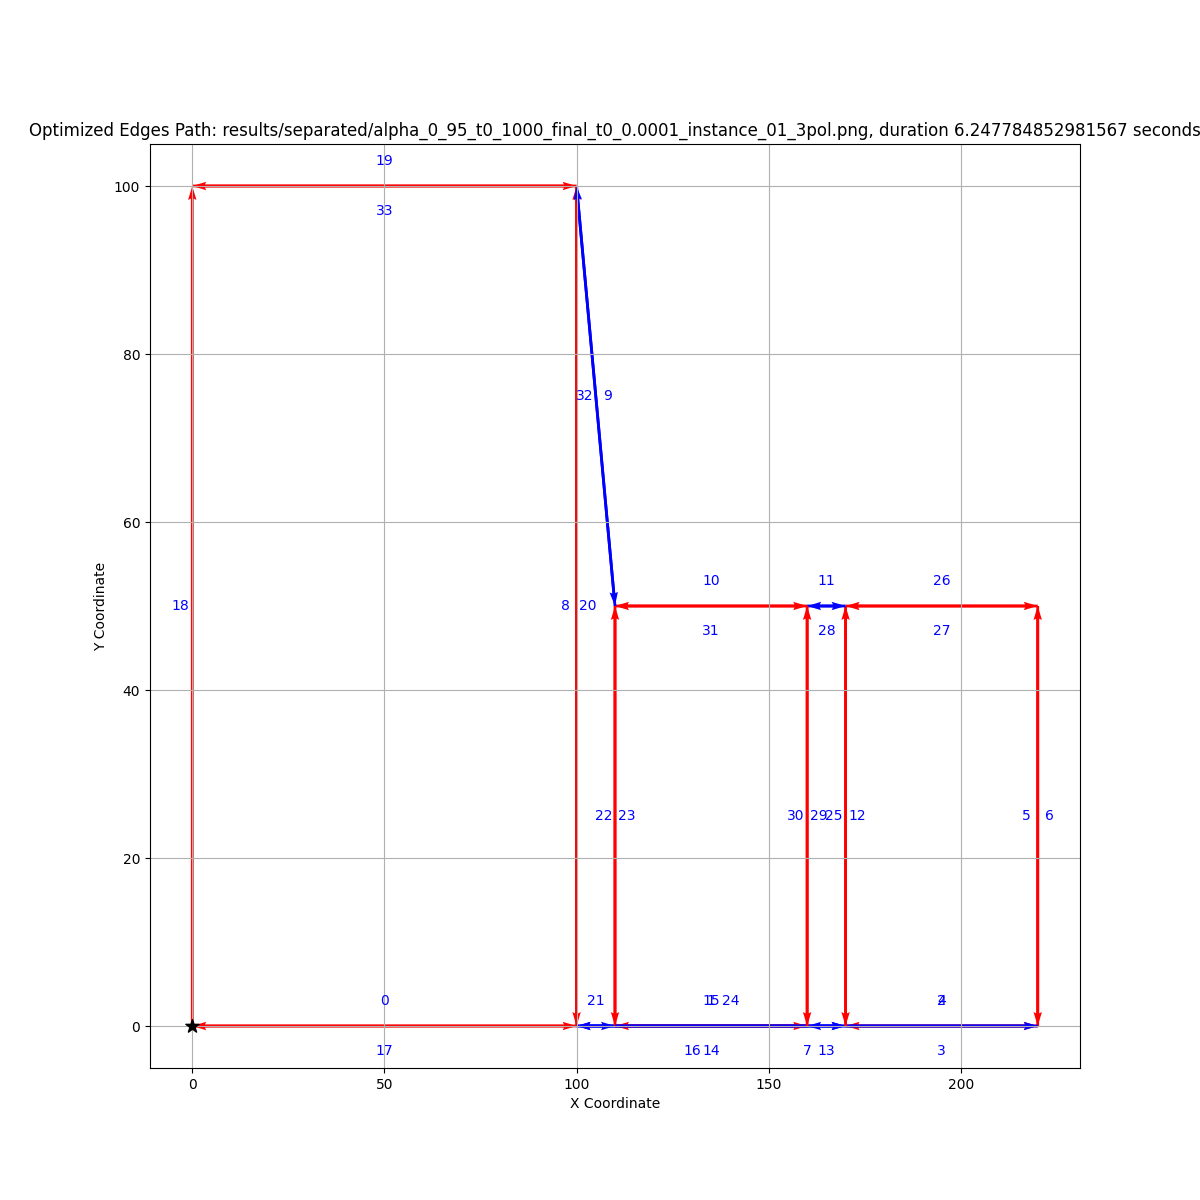 Optimized Edges Path: results/separated/alpha_0_95_t0_1000_final_t0_0.0001_instance_01_3pol.png, duration 6.247784852981567 seconds
19
100
33
80
32 9
60
10 11 26
18 8 20
31 28 27
Y Coordinate
40
22 23 30 29 25 12 5 6
20
0 21 15 1 24 2 4
0
17 16 14 7 13 3
0 50 100 150 200
X Coordinate